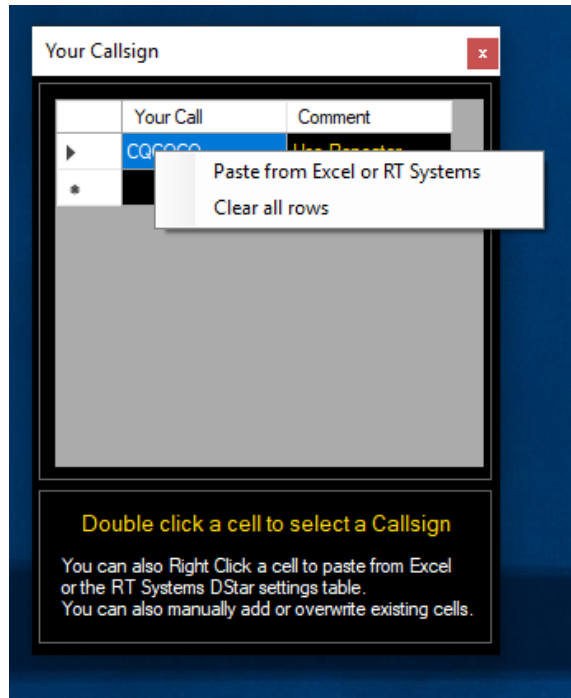 Your Callsign
x
Your Call Comment
Paste from Excel or RT Systems
Clear all rows
Double click a cell to select a Callsign
You can also Right Click a cell to paste from Excel
or the RT Systems DStar settings table.
You can also manually add or overwrite existing cells.